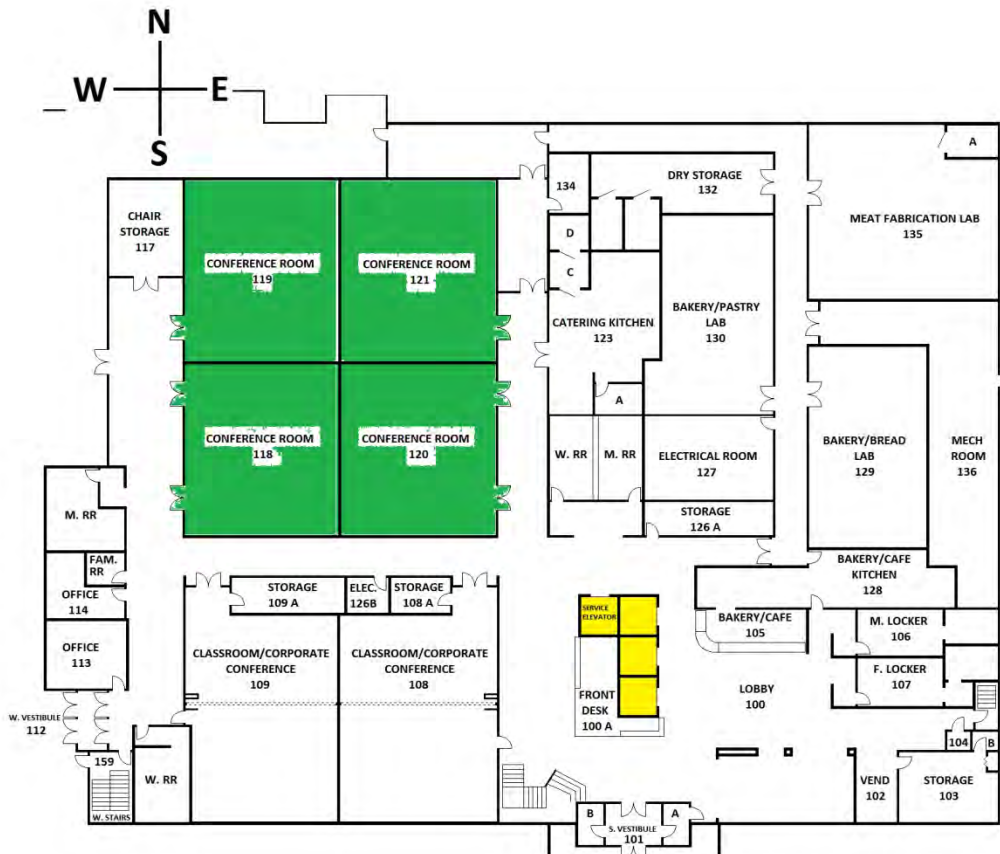 N
W
E
S
A
134
DRY STORAGE
132
CHAIR
STORAGE
117
MEAT FABRICATION LAB
135
D
CONFERENCE ROOM
119
CONFERENCE ROOM
121
C
CATERING KITCHEN
123
BAKERY/PASTRY
LAB
130
A
CONFERENCE ROOM
118
CONFERENCE ROOM
120
W. RR
M. RR
ELECTRICAL ROOM
127
BAKERY/BREAD
LAB
129
MECH
ROOM
136
STORAGE
126 A
M. RR
FAM.
RR
OFFICE
114
STORAGE
109 A
ELEC.
126B
STORAGE
108 A
BAKERY/CAFE
KITCHEN
128
SERVICE
ELEVATOR
BAKERY/CAFE
105
M. LOCKER
106
OFFICE
113
CLASSROOM/CORPORATE
CONFERENCE
109
CLASSROOM/CORPORATE
CONFERENCE
108
F. LOCKER
107
FRONT
DESK
100 A
LOBBY
100
W. VESTIBULE
112
104
B
159
W. RR
VEND
102
STORAGE
103
W. STAIRS
B
S. VESTIBULE
101
A